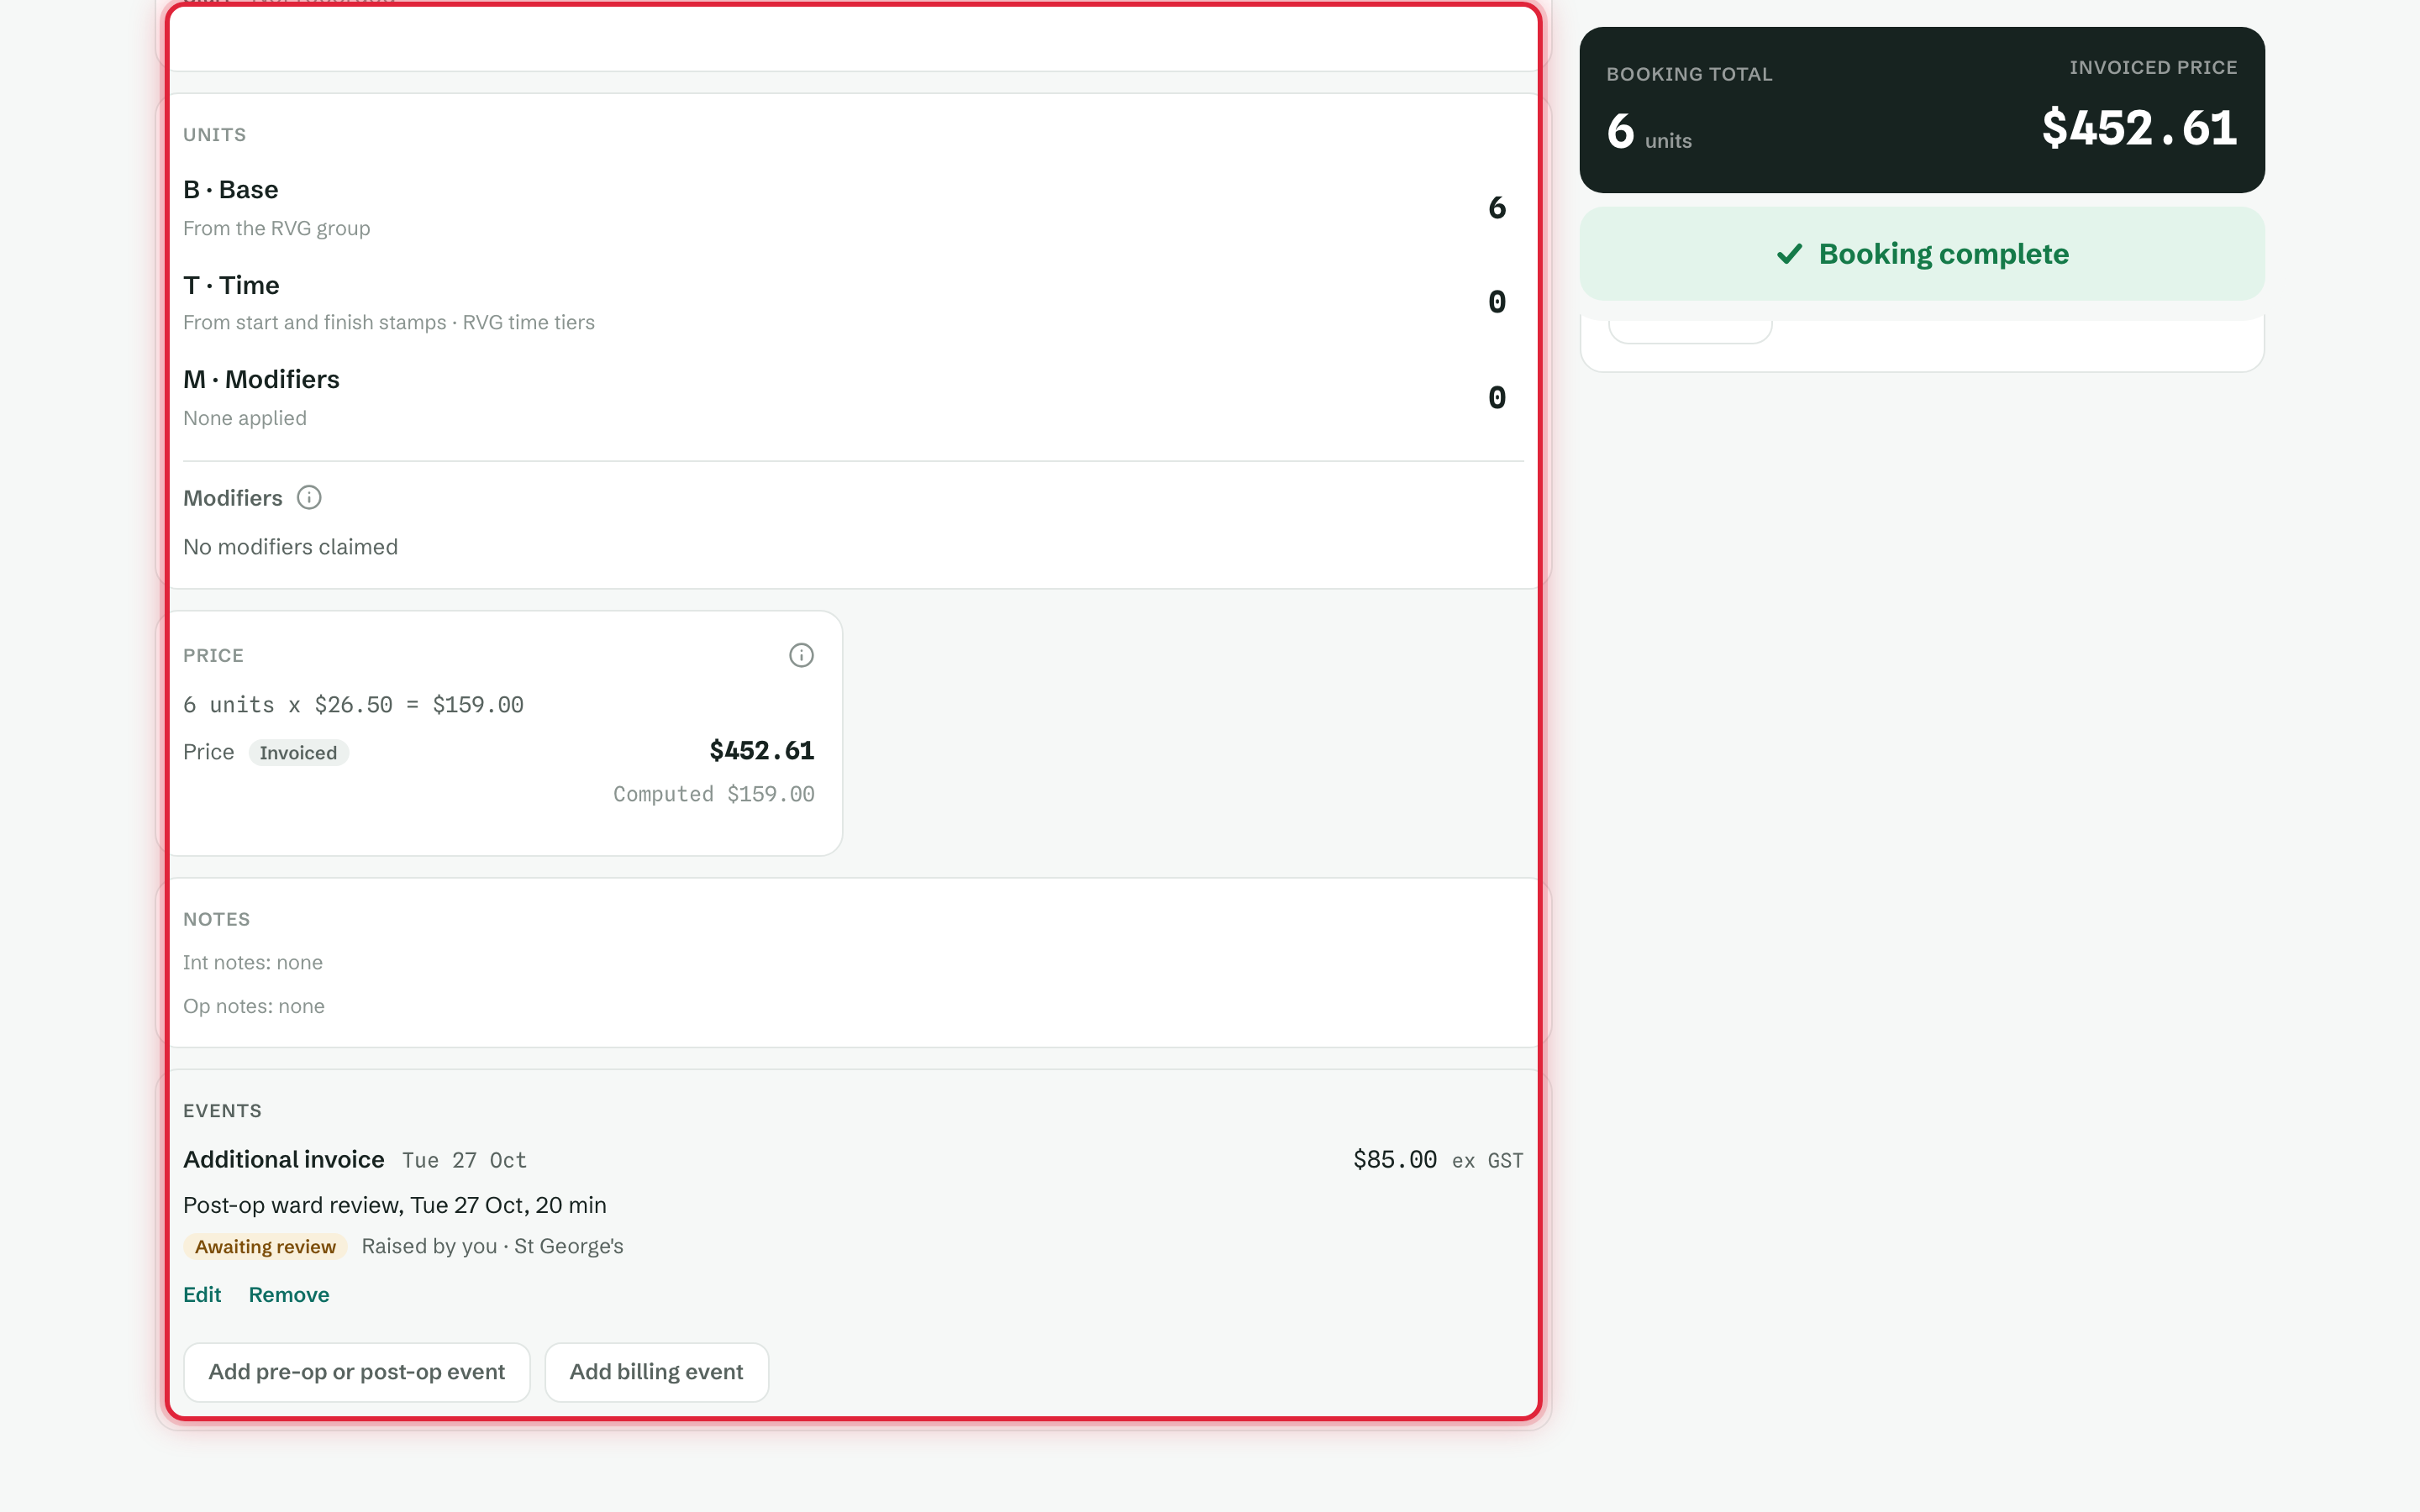 BOOKING TOTAL
6 units
INVOICED PRICE
$452.61
Booking complete
UNITS
B · Base
From the RVG group
6
T · Time
From start and finish stamps · RVG time tiers
0
M · Modifiers
None applied
0
Modifiers
No modifiers claimed
PRICE
6 units x $26.50 = $159.00
Price Invoiced $452.61
Computed $159.00
NOTES
Int notes: none
Op notes: none
EVENTS
Additional invoice Tue 27 Oct $85.00 ex GST
Post-op ward review, Tue 27 Oct, 20 min
Awaiting review Raised by you · St George's
Edit Remove
Add pre-op or post-op event Add billing event